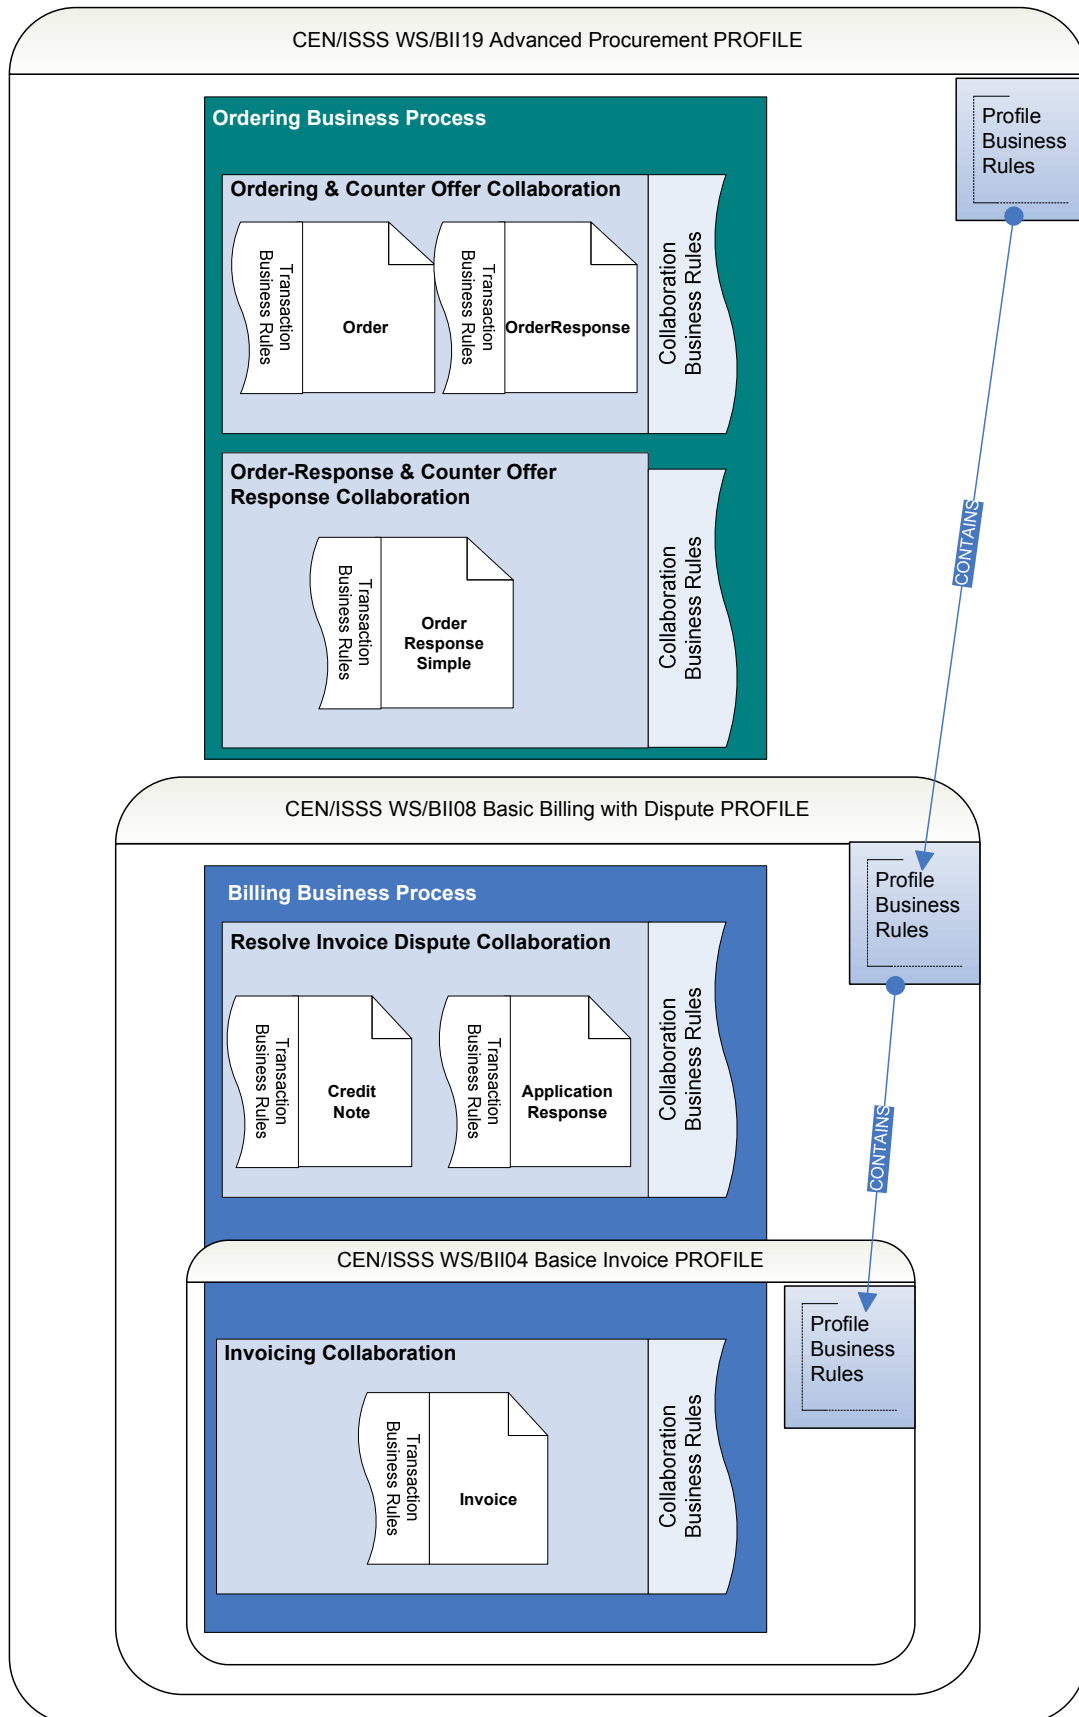 CEN/ISSS WS/BII19 Advanced Procurement PROFILE
Profile
Business
Rules
Ordering Business Process
Ordering & Counter Offer Collaboration
Transaction
Business Rules
Order
Transaction
Business Rules
OrderResponse
Collaboration
Business Rules
Order-Response & Counter Offer
Response Collaboration
Transaction
Business Rules
Order
Response
Simple
Collaboration
Business Rules
CONTAINS
CEN/ISSS WS/BII08 Basic Billing with Dispute PROFILE
Profile
Business
Rules
Billing Business Process
Resolve Invoice Dispute Collaboration
Transaction
Business Rules
Credit
Note
Transaction
Business Rules
Application
Response
Collaboration
Business Rules
CONTAINS
CEN/ISSS WS/BII04 Basice Invoice PROFILE
Profile
Business
Rules
Invoicing Collaboration
Transaction
Business Rules
Invoice
Collaboration
Business Rules